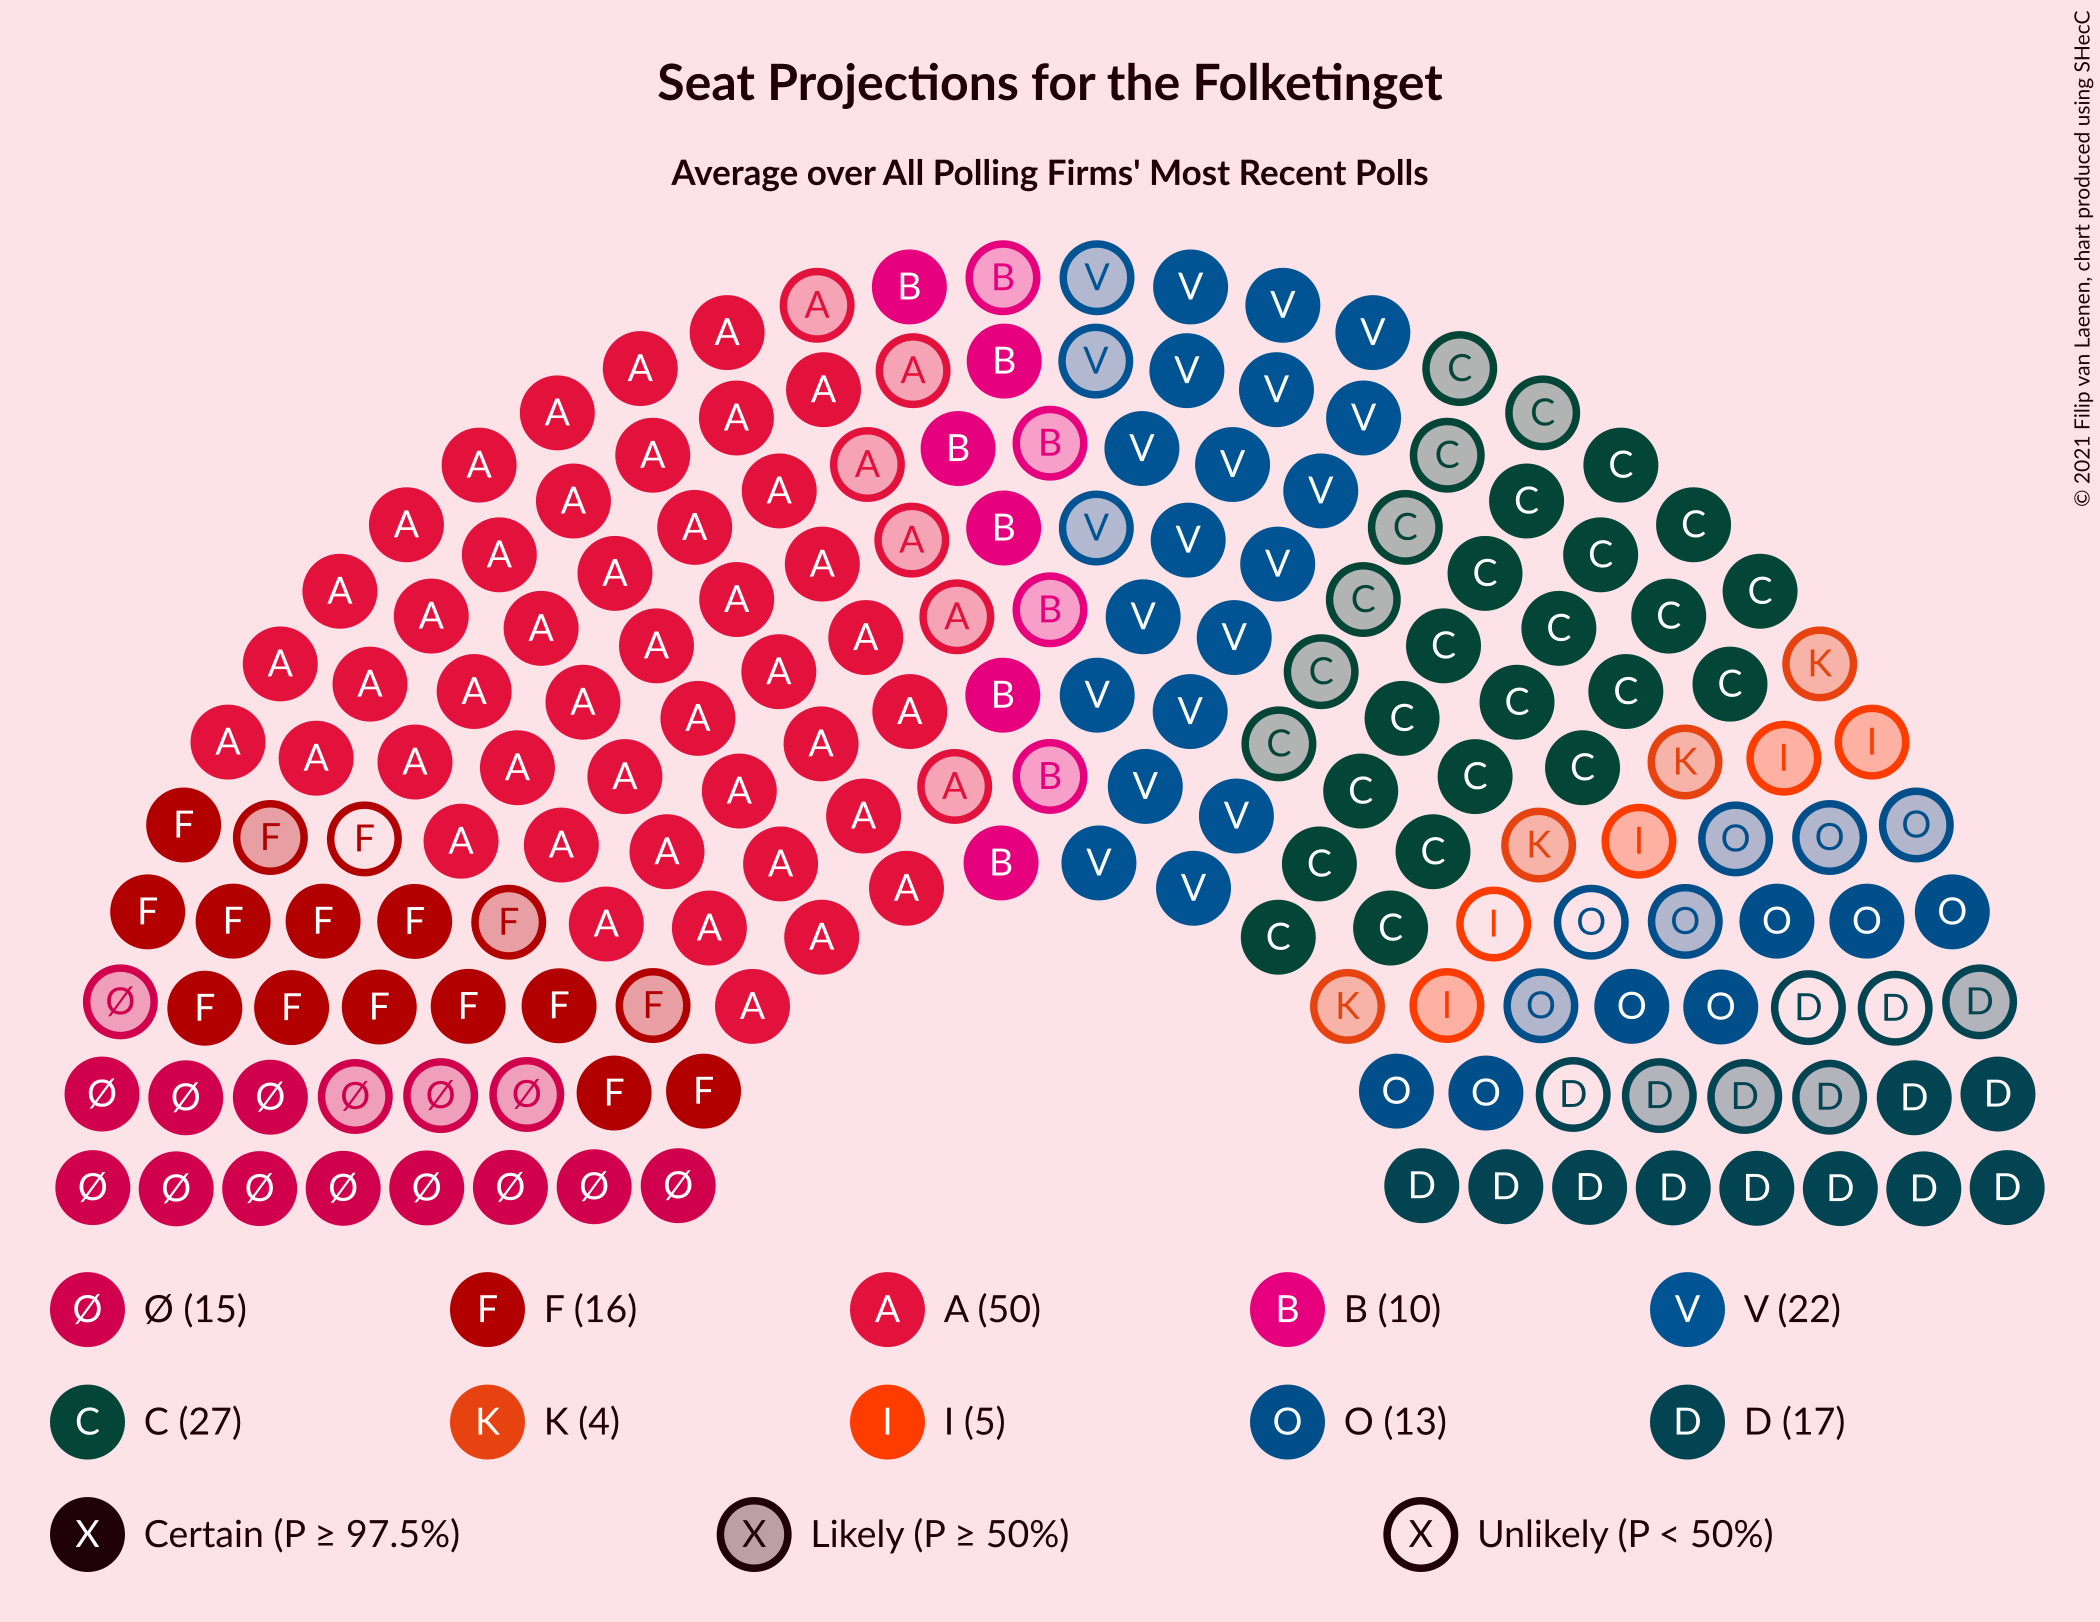 Seat Projections for the Folketinget
Average over All Polling Firms' Most Recent Polls
© 2021 Filip van Laenen, chart produced using SHecC
B B V V
A V
A V
B V
A A V C
A V
A A V C
B B V
A V
A A V C C
A A V
A A C C
B V
A A V C
A A A V C
A A C C
A A V C
A A C C
B V
A A A V C
A A A C C
A A C C
A A V C
A A A C K
B V
A A A V C
A A C C
A A A V C
A A C I
A A C K I
B V
A A A V C
A A A C C
F O
F F A I O O
A A C K
B V
A A C C
A V
F O
F F F A A C O O O
F A I O
A A C C
Ø D
F F F F F F A K I O O O D D
Ø Ø Ø Ø Ø Ø F F O O D D D D D D
Ø Ø Ø Ø Ø Ø Ø Ø D D D D D D D D
Ø Ø (15) F F (16) A A (50) B B (10) V V (22)
C C (27) K K (4) I I (5) O O (13) D D (17)
X Certain (P ≥ 97.5%) X Likely (P ≥ 50%) X Unlikely (P < 50%)